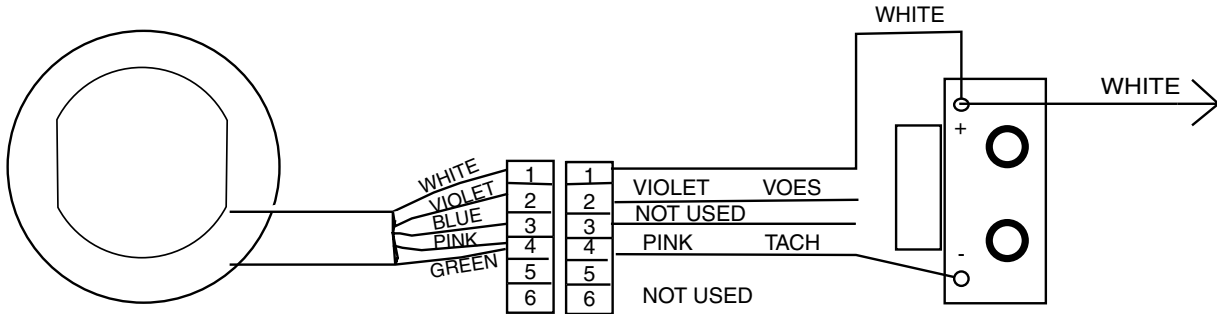 WHITE
WHITE
+
-
WHITE
VIOLET
BLUE
PINK
GREEN
1
2
3
4
5
6
1
2
3
4
5
6
VIOLET VOES
NOT USED
PINK TACH
NOT USED